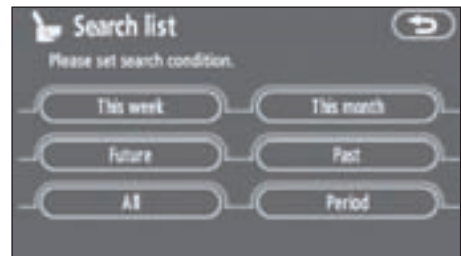 Search list
Please set search condition.
This week This month
Future Past
All Period